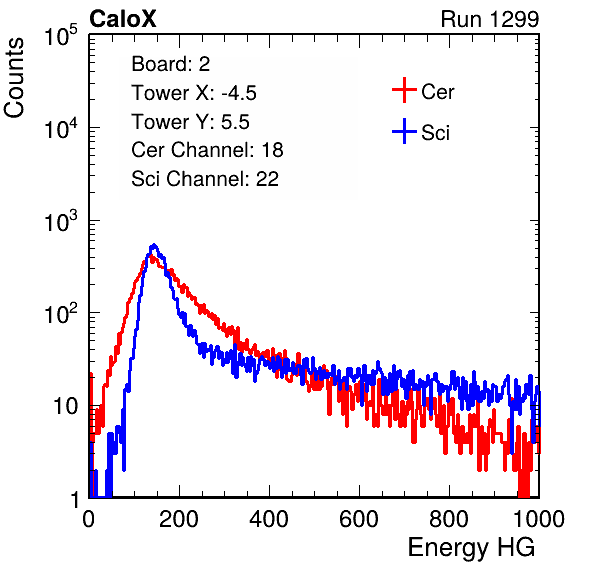 CaloX Run 1299
Counts
10^5
10^4
10^3
10^2
10
1
Board: 2
Tower X: -4.5
Tower Y: 5.5
Cer Channel: 18
Sci Channel: 22
Cer
Sci
0 200 400 600 800 1000
Energy HG